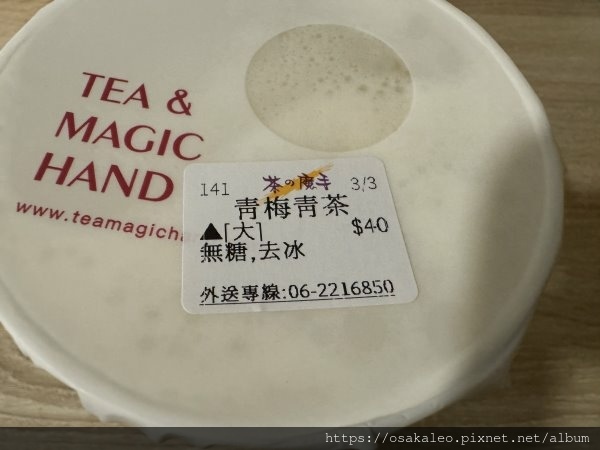 TEA &
MAGIC
HAND
www.teamagicha
141 茶の魔手 3/3
青梅青茶
▲[大] $40
無糖,去冰
外送專線:06-2216850
https://osakaleo.pixnet.net/album